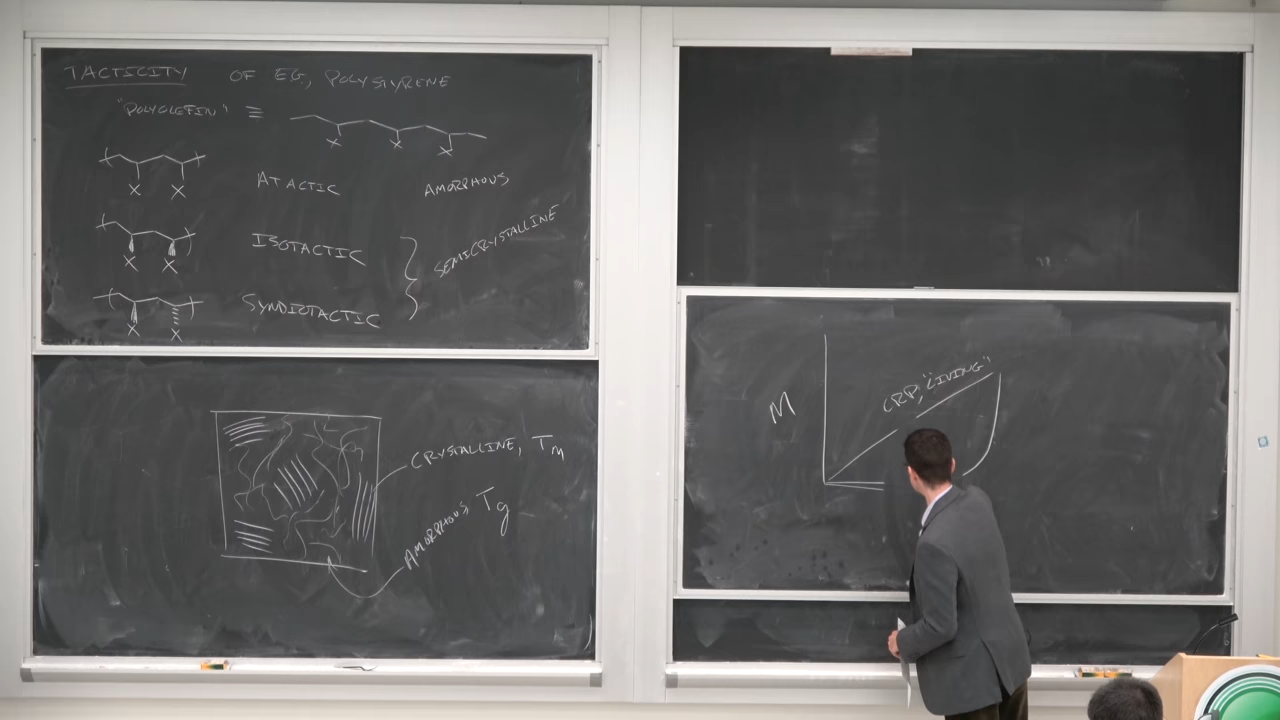 TACTICITY OF EG., POLYSTYRENE
"POLYOLEFIN" ≡
X X X
X X
ATACTIC AMORPHOUS
ISOTACTIC
X X
SEMICRYSTALLINE
SYNDIOTACTIC
X X
CRYSTALLINE, TM
AMORPHOUS Tg
M
CRP, "LIVING"